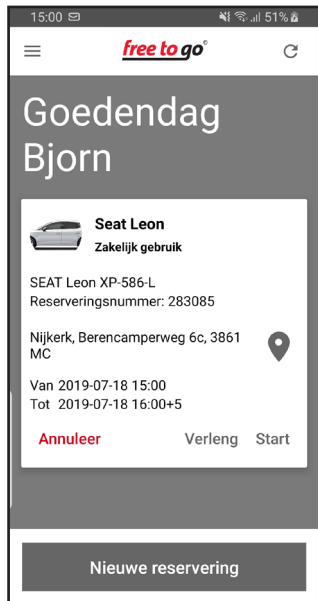 15:00 51%
free to go®
Goedendag
Bjorn
Seat Leon
Zakelijk gebruik
SEAT Leon XP-586-L
Reserveringsnummer: 283085
Nijkerk, Berencamperweg 6c, 3861
MC
Van 2019-07-18 15:00
Tot 2019-07-18 16:00+5
Annuleer Verleng Start
Nieuwe reservering